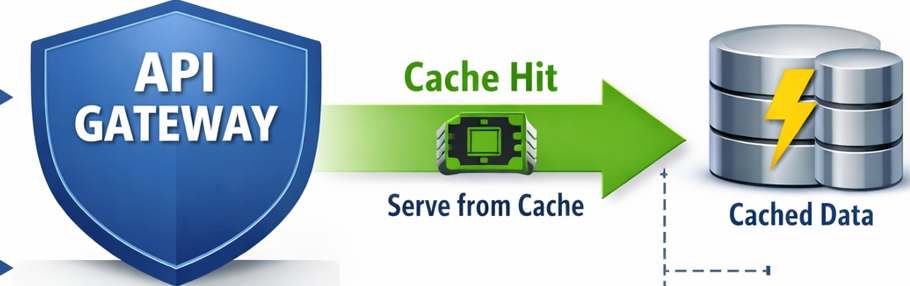 API
GATEWAY
Cache Hit
Serve from Cache
Cached Data